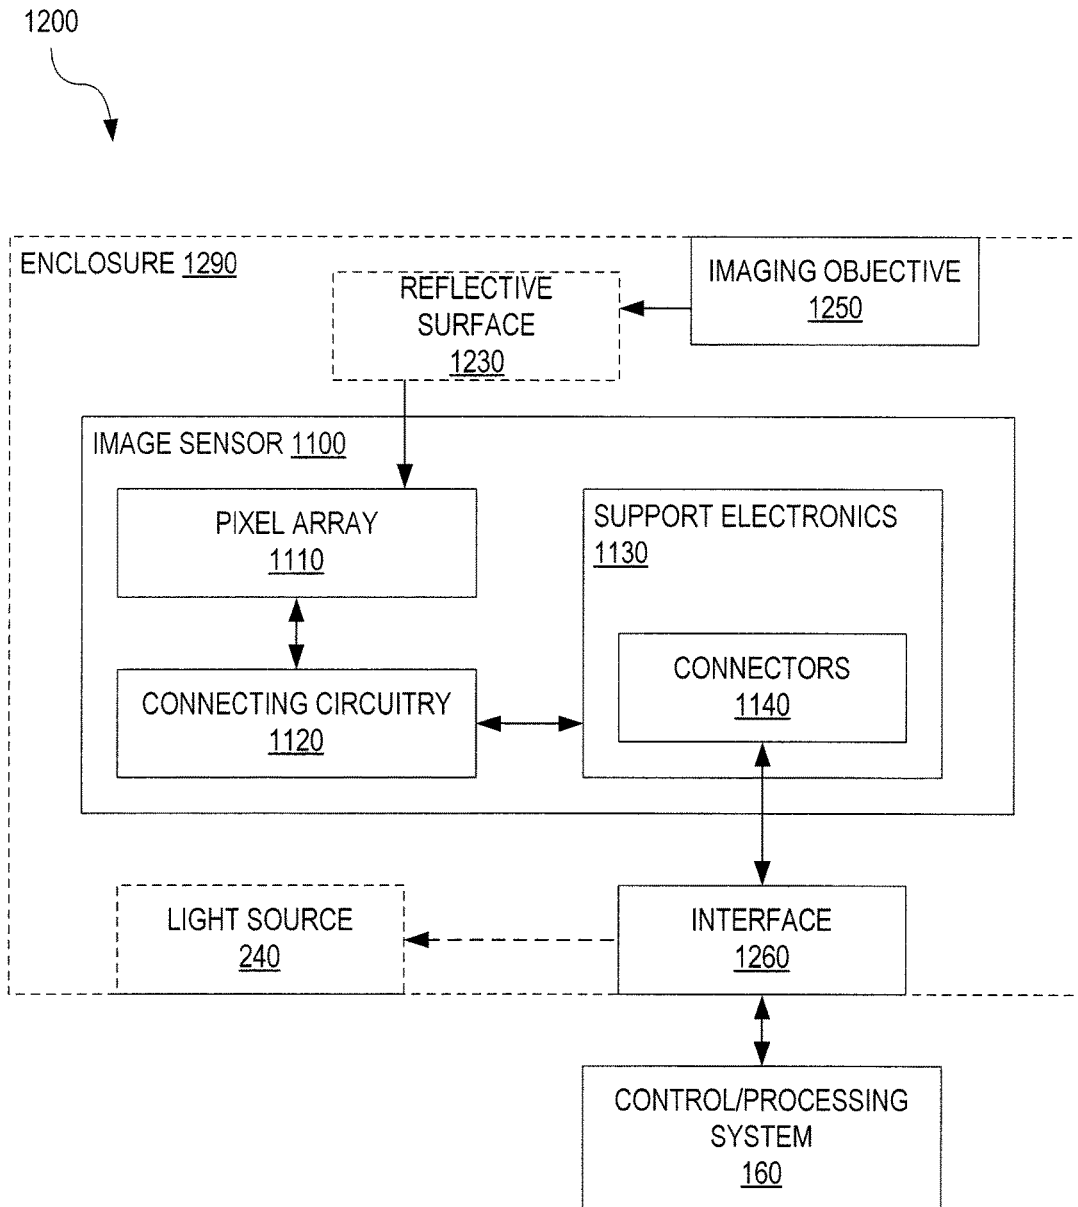 1200
ENCLOSURE 1290
IMAGING OBJECTIVE
1250
REFLECTIVE
SURFACE
1230
IMAGE SENSOR 1100
PIXEL ARRAY
1110
SUPPORT ELECTRONICS
1130
CONNECTING CIRCUITRY
1120
CONNECTORS
1140
LIGHT SOURCE
240
INTERFACE
1260
CONTROL/PROCESSING
SYSTEM
160